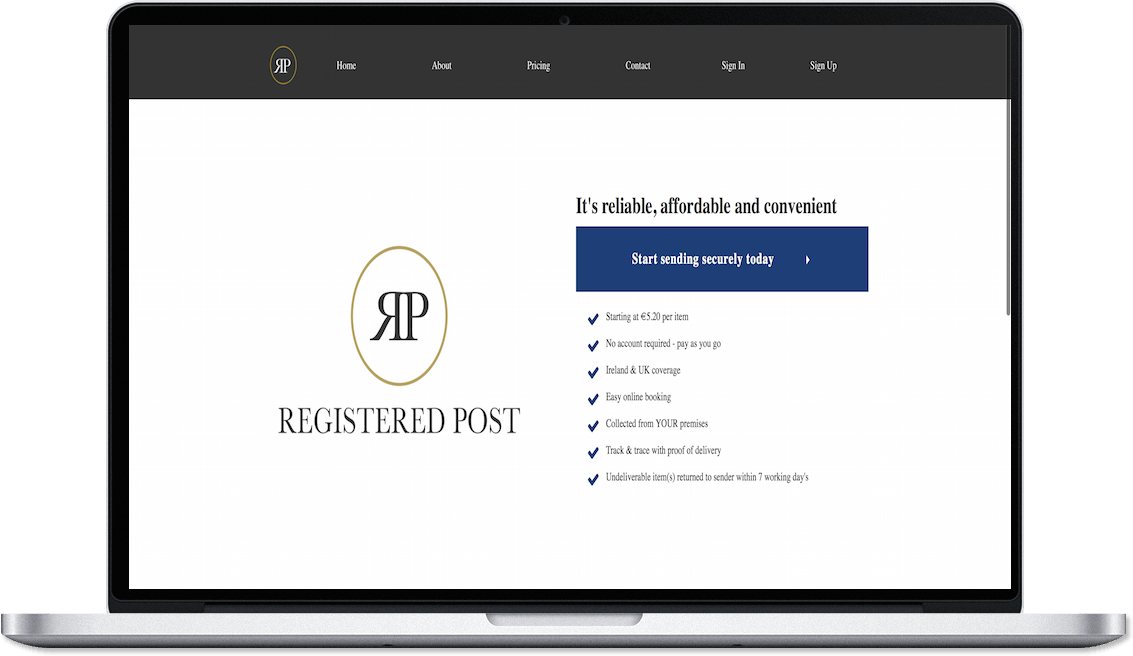 ЯP
Home About Pricing Contact Sign In Sign Up
It's reliable, affordable and convenient
Start sending securely today
ЯP
REGISTERED POST
Starting at €5.20 per item
No account required - pay as you go
Ireland & UK coverage
Easy online booking
Collected from YOUR premises
Track & trace with proof of delivery
Undeliverable item(s) returned to sender within 7 working day's